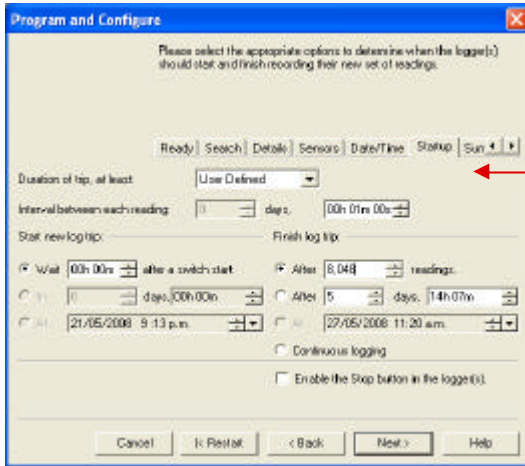 Program and Configure
Please select the appropriate options to determine when the logger(s)
should start and finish recording their new set of readings.
Ready Search Details Sensors Date/Time Startup Sum
Duration of trip, at least User Defined
Interval between each reading 0 days, 00h 01m 00s
Start new log trip: Finish log trip:
Wait 00h 00m after a switch start After 8,048 readings.
In 0 days, 00h 00m After 5 days, 14h 07m
At 21/05/2008 9:13 p.m. At 27/05/2008 11:20 a.m.
Continuous logging
Enable the Stop button in the logger(s).
Cancel |< Restart < Back Next > Help